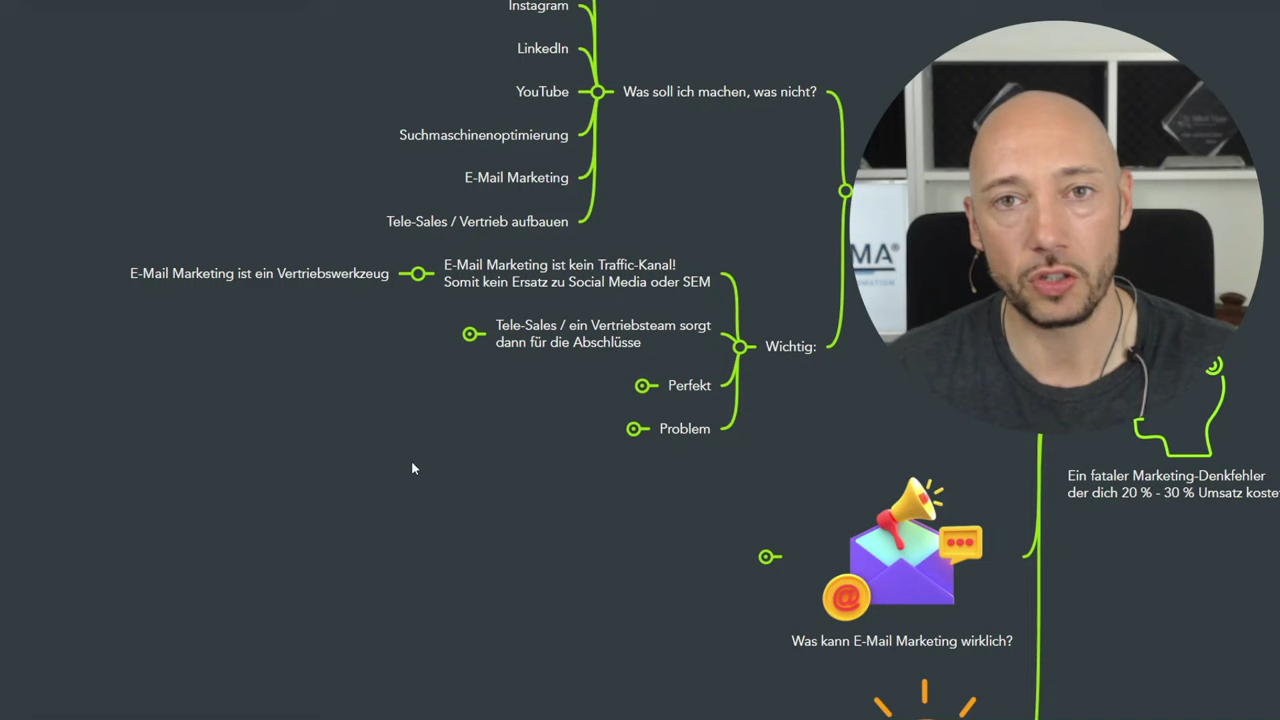 Instagram
LinkedIn
YouTube
Was soll ich machen, was nicht?
Suchmaschinenoptimierung
E-Mail Marketing
Tele-Sales / Vertrieb aufbauen
E-Mail Marketing ist ein Vertriebswerkzeug
E-Mail Marketing ist kein Traffic-Kanal!
Somit kein Ersatz zu Social Media oder SEM
Tele-Sales / ein Vertriebsteam sorgt
dann für die Abschlüsse
Wichtig:
Perfekt
Problem
Ein fataler Marketing-Denkfehler
der dich 20 % - 30 % Umsatz koste
@
Was kann E-Mail Marketing wirklich?